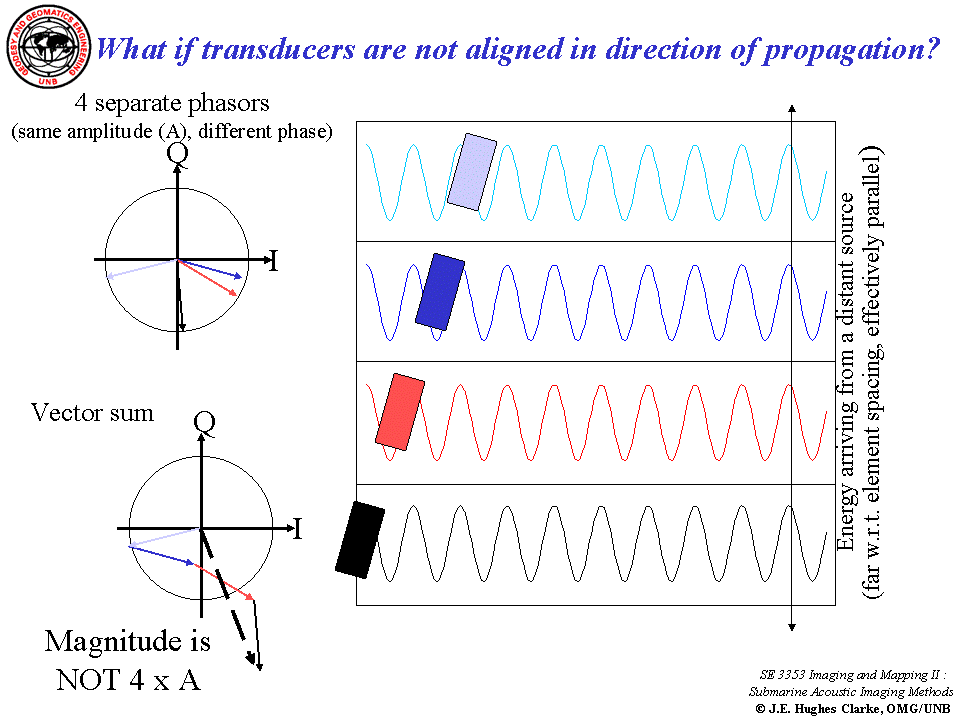 What if transducers are not aligned in direction of propagation?
GEODESY AND GEOMATICS ENGINEERING
UNB
4 separate phasors
(same amplitude (A), different phase)
Q
I
Vector sum
Q
I
Magnitude is
NOT 4 x A
Energy arriving from a distant source
(far w.r.t. element spacing, effectively parallel)
SE 3353 Imaging and Mapping II :
Submarine Acoustic Imaging Methods
© J.E. Hughes Clarke, OMG/UNB